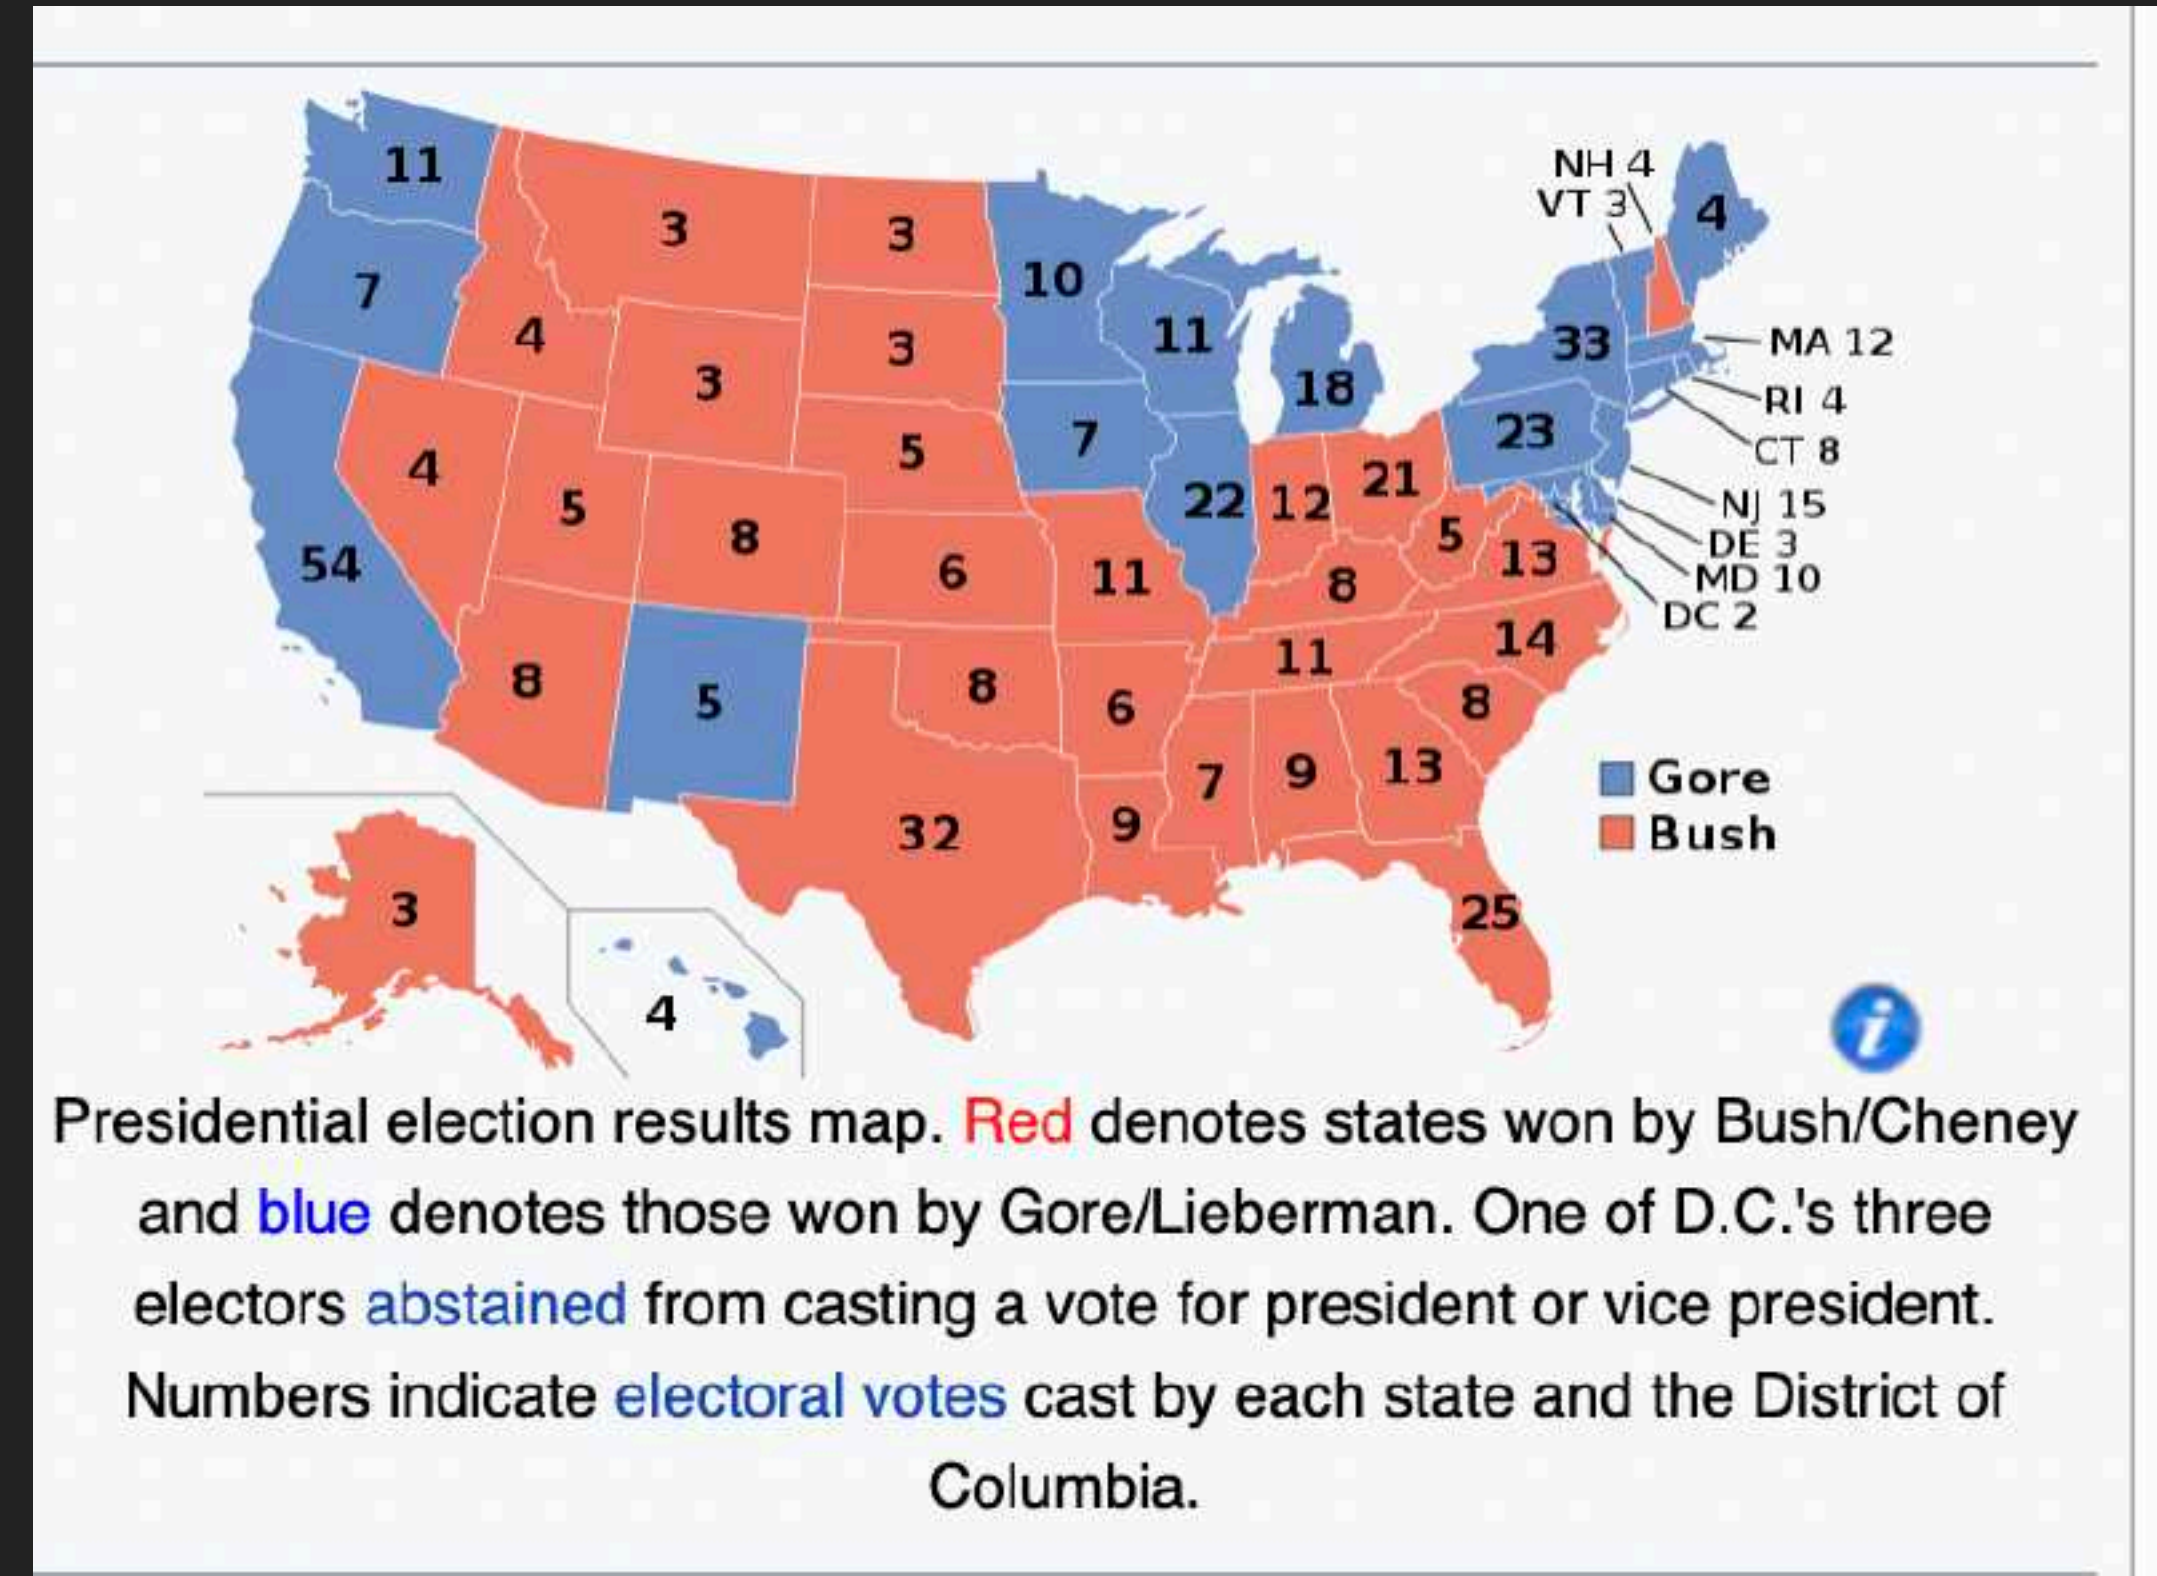 NH 4
VT 3
11
3
3
4
10
7
4
3
3
11
33
MA 12
18
RI 4
4
5
7
23
CT 8
5
8
22
12
21
NJ 15
54
6
11
5
13
DE 3
8
MD 10
DC 2
14
8
5
8
6
11
8
7
9
13
Gore
32
9
Bush
3
25
4
i
Presidential election results map. Red denotes states won by Bush/Cheney
and blue denotes those won by Gore/Lieberman. One of D.C.'s three
electors abstained from casting a vote for president or vice president.
Numbers indicate electoral votes cast by each state and the District of
Columbia.